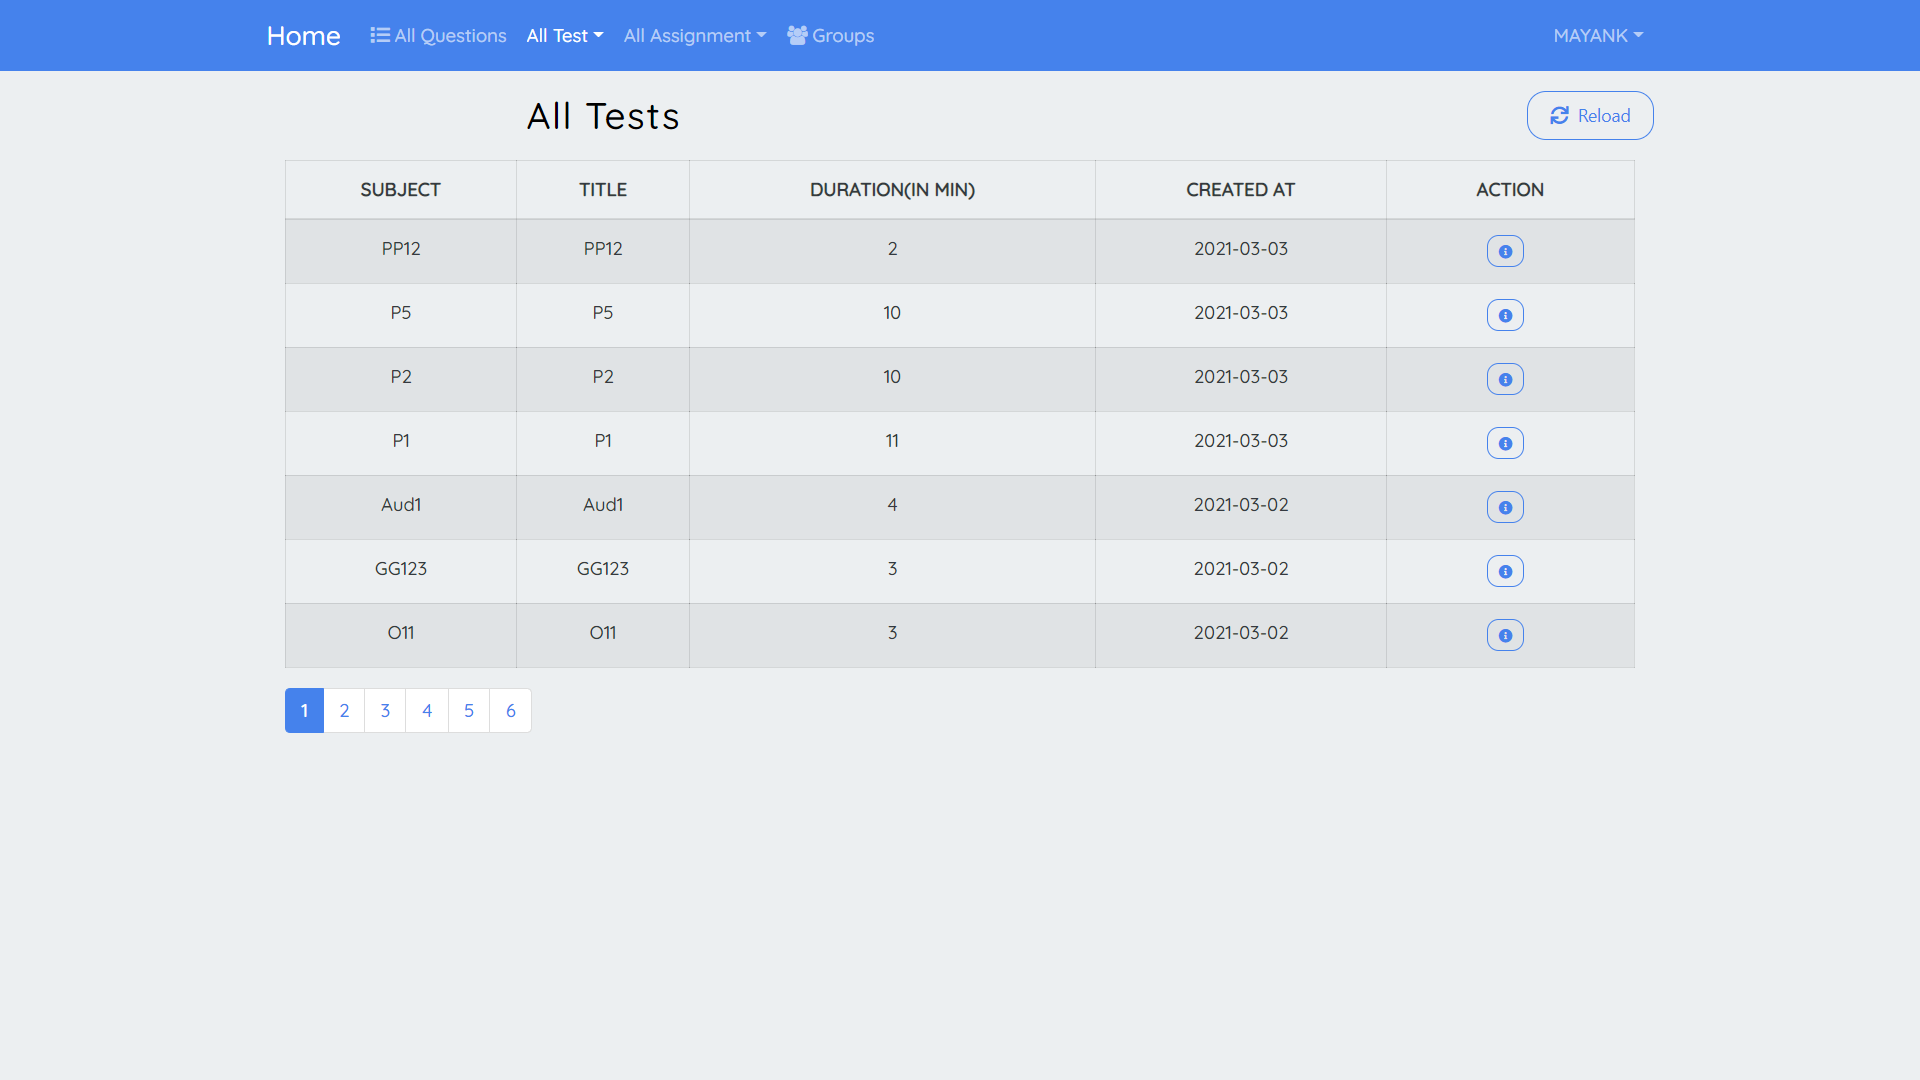 Home All Questions All Test All Assignment Groups MAYANK
All Tests Reload
SUBJECT TITLE DURATION(IN MIN) CREATED AT ACTION
PP12 PP12 2 2021-03-03
P5 P5 10 2021-03-03
P2 P2 10 2021-03-03
P1 P1 11 2021-03-03
Aud1 Aud1 4 2021-03-02
GG123 GG123 3 2021-03-02
O11 O11 3 2021-03-02
1 2 3 4 5 6